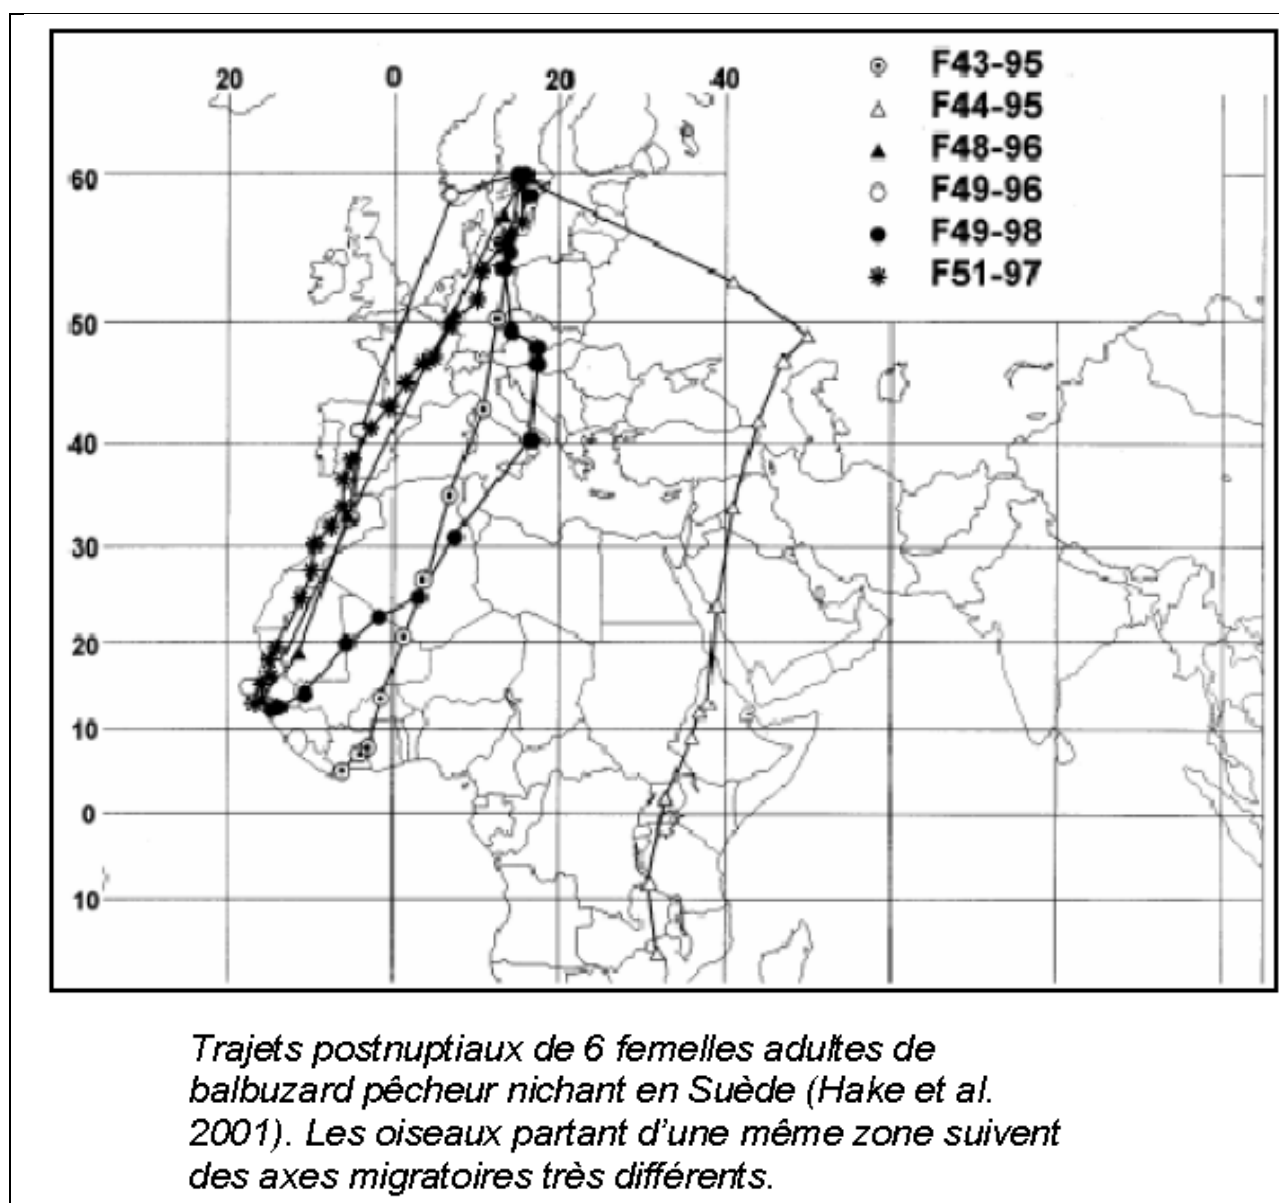 20 0 20 40
F43-95
F44-95
F48-96
F49-96
F49-98
F51-97
60
50
40
30
20
10
0
10
Trajets postnuptiaux de 6 femelles adultes de
balbuzard pêcheur nichant en Suède (Hake et al.
2001). Les oiseaux partant d'une même zone suivent
des axes migratoires très différents.